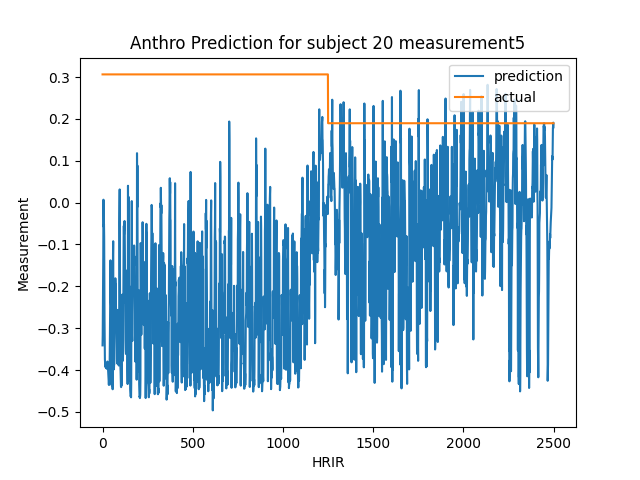 Anthro Prediction for subject 20 measurement5
prediction
actual
0.3
0.2
0.1
0.0
−0.1
−0.2
−0.3
−0.4
−0.5
Measurement
0 500 1000 1500 2000 2500
HRIR